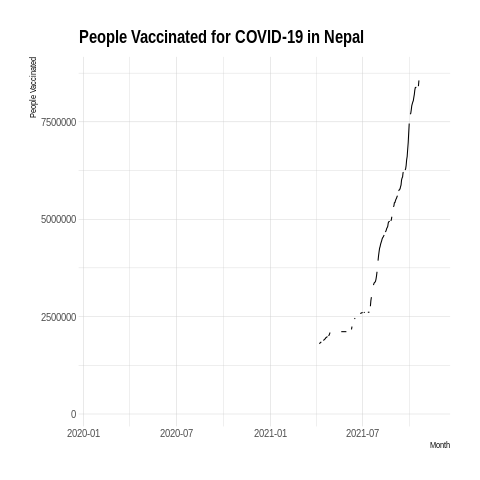 People Vaccinated for COVID-19 in Nepal
People Vaccinated
7500000
5000000
2500000
0
2020-01 2020-07 2021-01 2021-07
Month